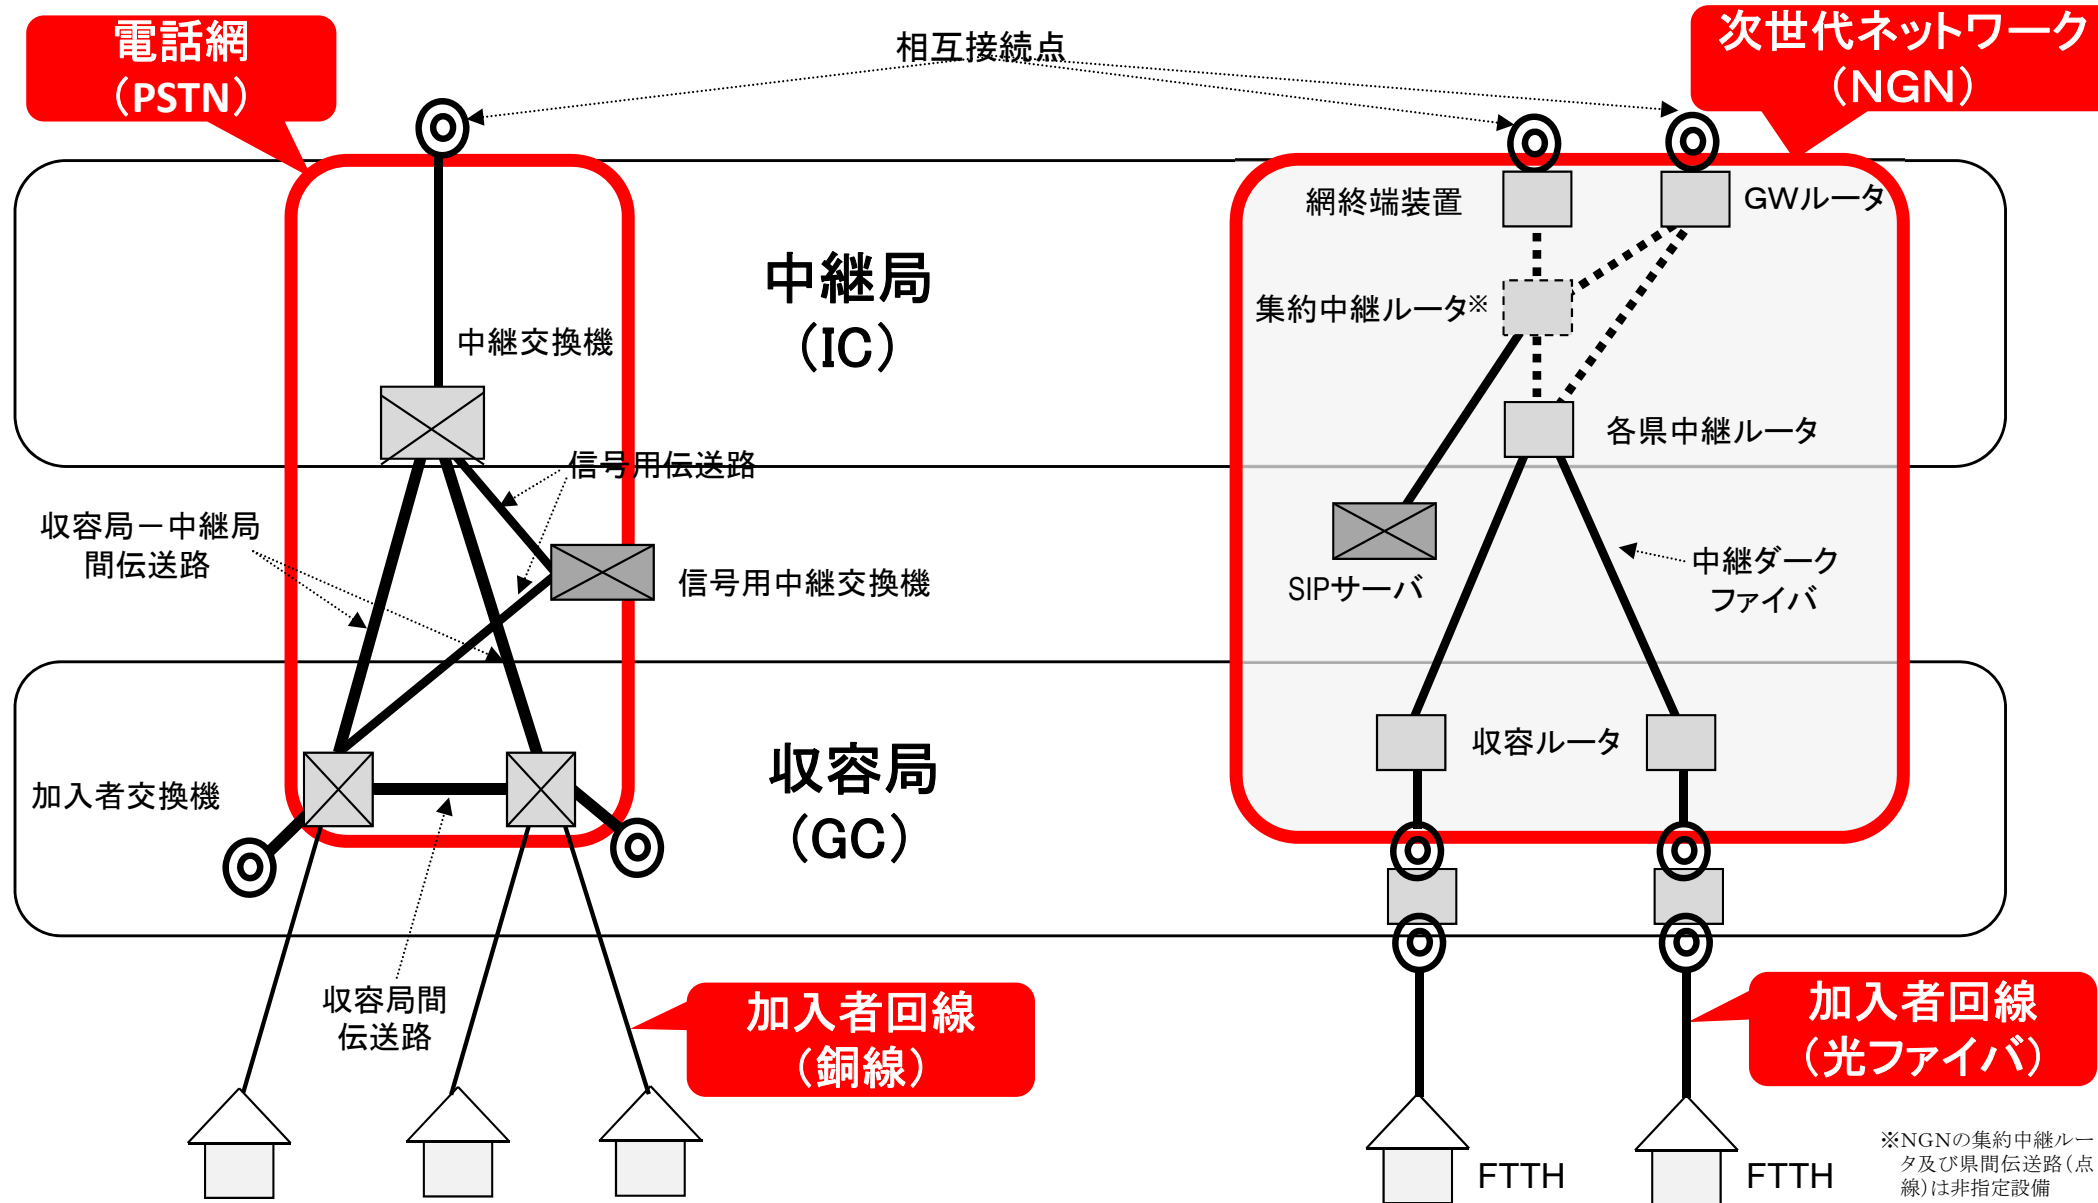 電話網
（PSTN）
相互接続点
次世代ネットワーク
（NGN）
網終端装置
GWルータ
中継局
（IC）
集約中継ルータ※
中継交換機
各県中継ルータ
信号用伝送路
収容局－中継局
間伝送路
信号用中継交換機
SIPサーバ
中継ダーク
ファイバ
収容局
（GC）
収容ルータ
加入者交換機
収容局間
伝送路
加入者回線
（銅線）
加入者回線
（光ファイバ）
FTTH
FTTH
※NGNの集約中継ルー
タ及び県間伝送路（点
線）は非指定設備